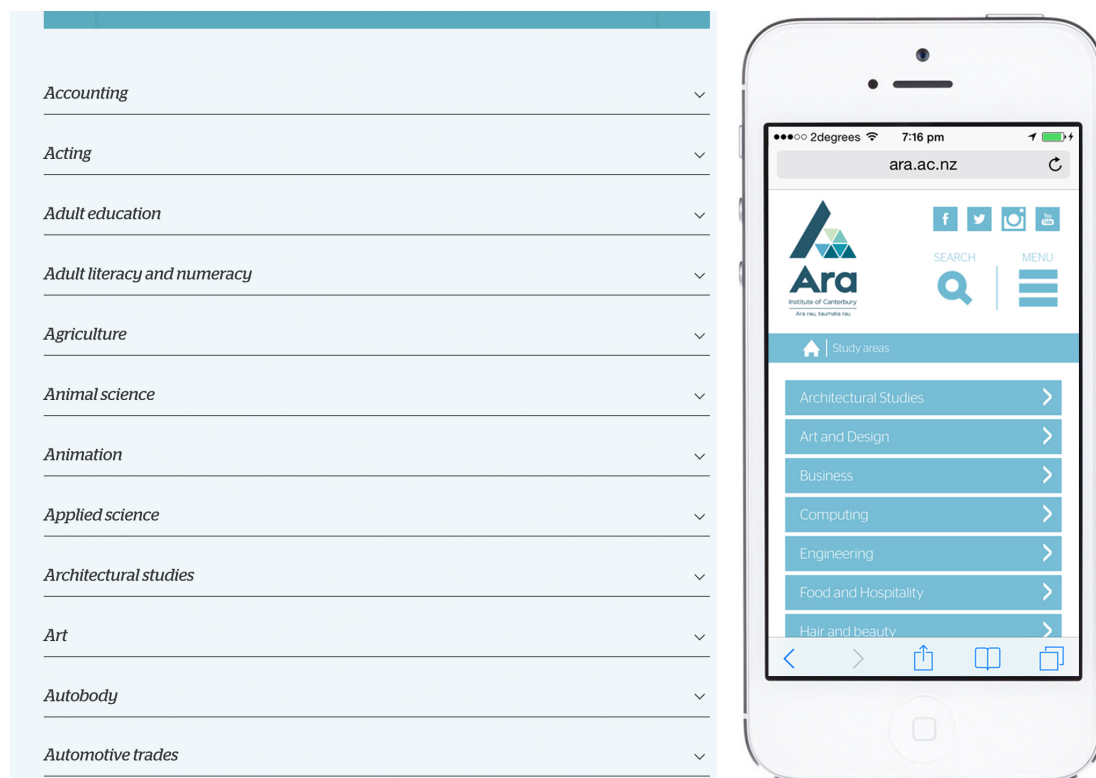 Accounting
Acting
Adult education
Adult literacy and numeracy
Agriculture
Animal science
Animation
Applied science
Architectural studies
Art
Autobody
Automotive trades
2degrees 7:16 pm
ara.ac.nz
f You Tube
SEARCH MENU
Ara
Institute of Canterbury
Ara rau, taumata rau
Study areas
Architectural Studies
Art and Design
Business
Computing
Engineering
Food and Hospitality
Hair and beauty